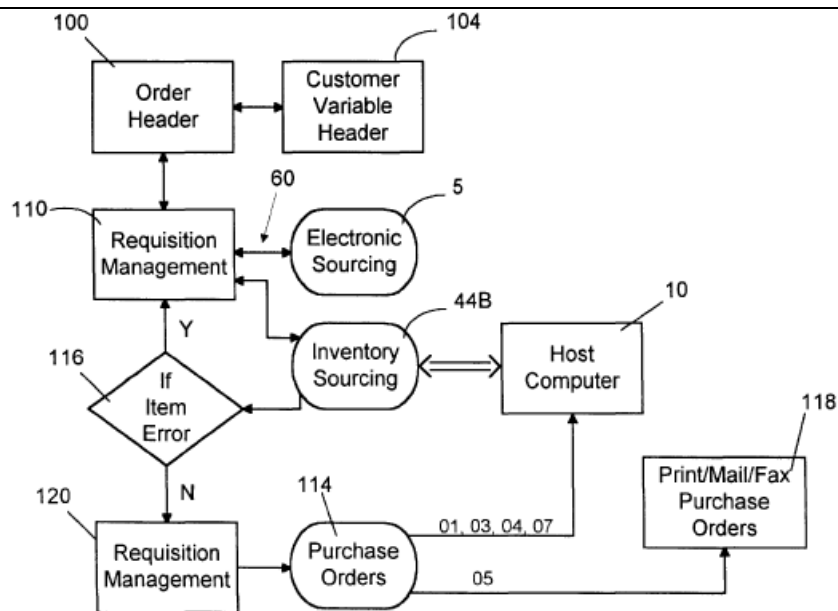 100
104
Order
Header
Customer
Variable
Header
60
5
110
Requisition
Management
Electronic
Sourcing
44B
10
Y
Inventory
Sourcing
Host
Computer
116
If
Item
Error
118
Print/Mail/Fax
Purchase
Orders
N
114
120
01, 03, 04, 07
Requisition
Management
Purchase
Orders
05